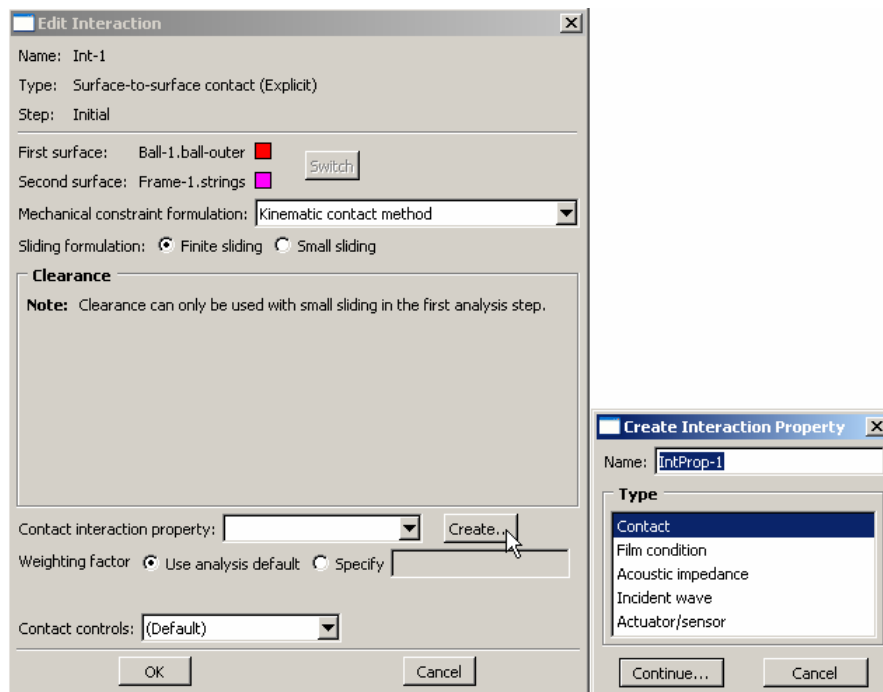 Edit Interaction
Name: Int-1
Type: Surface-to-surface contact (Explicit)
Step: Initial
First surface: Ball-1.ball-outer
Switch
Second surface: Frame-1.strings
Mechanical constraint formulation: Kinematic contact method
Sliding formulation: Finite sliding Small sliding
Clearance
Note: Clearance can only be used with small sliding in the first analysis step.
Contact interaction property: Create...
Weighting factor Use analysis default Specify
Contact controls: (Default)
OK Cancel
Create Interaction Property
Name: IntProp-1
Type
Contact
Film condition
Acoustic impedance
Incident wave
Actuator/sensor
Continue... Cancel